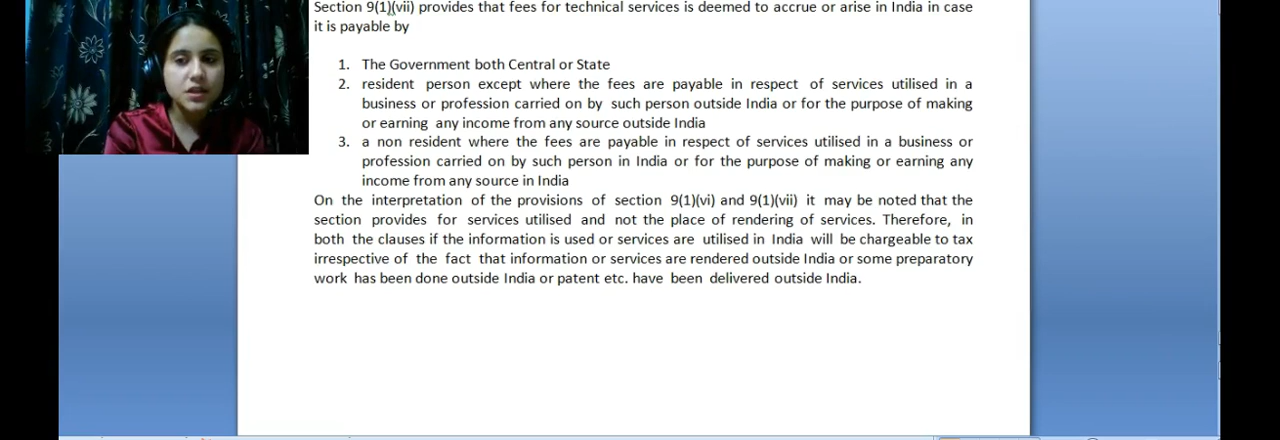 Section 9(1)(vii) provides that fees for technical services is deemed to accrue or arise in India in case
it is payable by
1. The Government both Central or State
2. resident person except where the fees are payable in respect of services utilised in a
business or profession carried on by such person outside India or for the purpose of making
or earning any income from any source outside India
3. a non resident where the fees are payable in respect of services utilised in a business or
profession carried on by such person in India or for the purpose of making or earning any
income from any source in India
On the interpretation of the provisions of section 9(1)(vi) and 9(1)(vii) it may be noted that the
section provides for services utilised and not the place of rendering of services. Therefore, in
both the clauses if the information is used or services are utilised in India will be chargeable to tax
irrespective of the fact that information or services are rendered outside India or some preparatory
work has been done outside India or patent etc. have been delivered outside India.